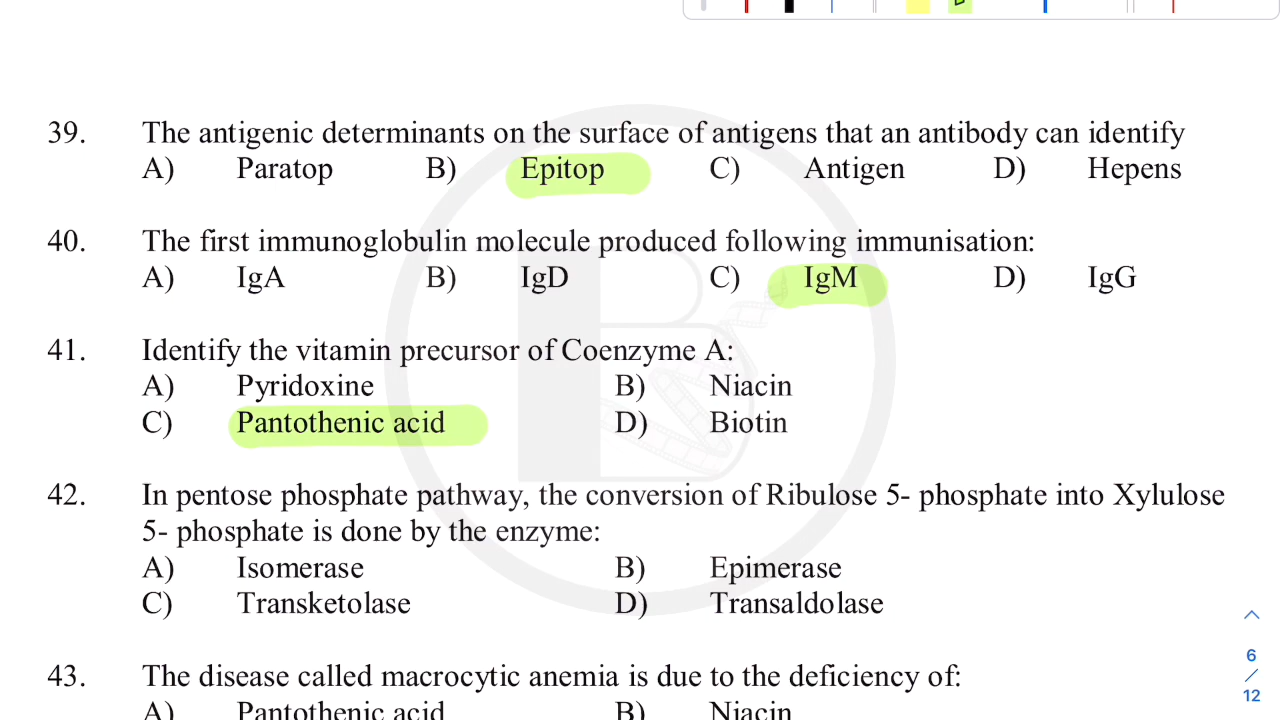 39. The antigenic determinants on the surface of antigens that an antibody can identify
A) Paratop B) Epitop C) Antigen D) Hepens
40. The first immunoglobulin molecule produced following immunisation:
A) IgA B) IgD C) IgM D) IgG
41. Identify the vitamin precursor of Coenzyme A:
A) Pyridoxine B) Niacin
C) Pantothenic acid D) Biotin
42. In pentose phosphate pathway, the conversion of Ribulose 5- phosphate into Xylulose
5- phosphate is done by the enzyme:
A) Isomerase B) Epimerase
C) Transketolase D) Transaldolase
43. The disease called macrocytic anemia is due to the deficiency of:
A) Pantothenic acid B) Niacin
6
/
12